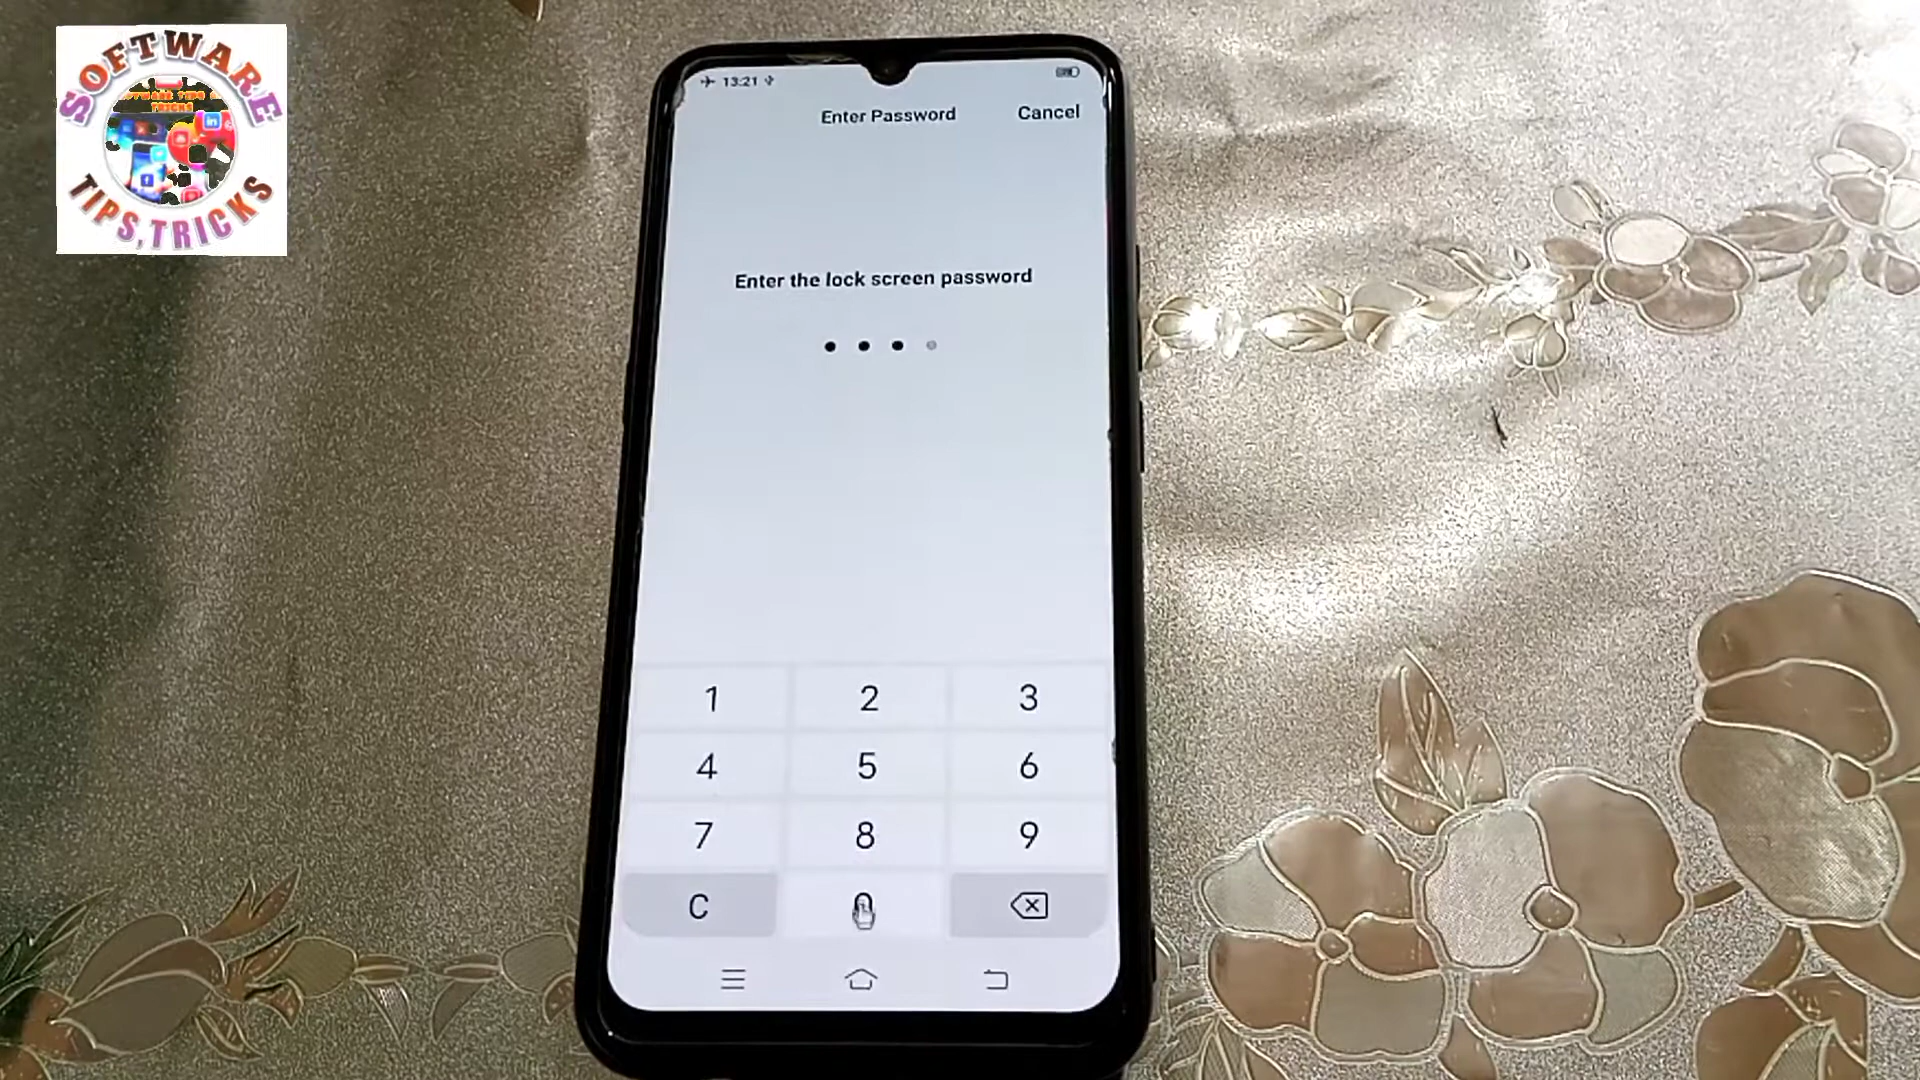 SOFTWARE
TIPS,TRICKS
13:21
Enter Password
Cancel
Enter the lock screen password
1 2 3
4 5 6
7 8 9
C 0